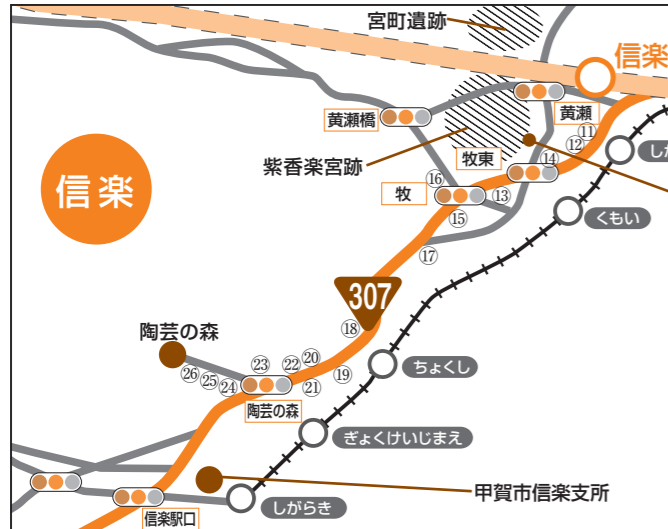 宮町遺跡
信楽
黄瀬橋
黄瀬
⑪
⑫
紫香楽宮跡
牧東
⑭
しが
信楽
⑯
牧
⑬
⑮
くもい
⑰
307
⑱
陶芸の森
㉓
㉒
⑳
㉖
㉕
㉔
㉑
⑲
ちょくし
陶芸の森
ぎょくけいじまえ
甲賀市信楽支所
しがらき
信楽駅口